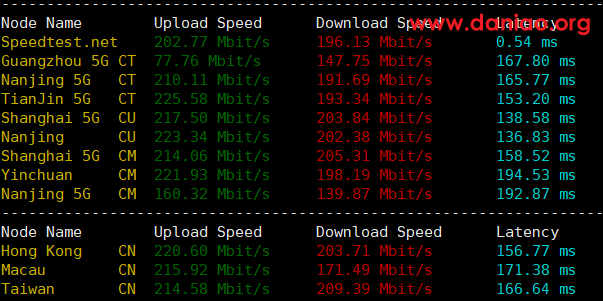 Node Name Upload Speed Download Speed Latency
www.daniao.org
Speedtest.net 202.77 Mbit/s 196.13 Mbit/s 0.54 ms
Guangzhou 5G CT 77.76 Mbit/s 147.75 Mbit/s 167.80 ms
Nanjing 5G CT 210.11 Mbit/s 191.69 Mbit/s 165.77 ms
TianJin 5G CT 225.58 Mbit/s 193.34 Mbit/s 153.20 ms
Shanghai 5G CU 217.50 Mbit/s 203.84 Mbit/s 138.58 ms
Nanjing CU 223.34 Mbit/s 202.38 Mbit/s 136.83 ms
Shanghai 5G CM 214.06 Mbit/s 205.31 Mbit/s 158.52 ms
Yinchuan CM 221.93 Mbit/s 198.19 Mbit/s 194.53 ms
Nanjing 5G CM 160.32 Mbit/s 139.87 Mbit/s 192.87 ms
Node Name Upload Speed Download Speed Latency
Hong Kong CN 220.60 Mbit/s 203.71 Mbit/s 156.77 ms
Macau CN 215.92 Mbit/s 171.49 Mbit/s 171.38 ms
Taiwan CN 214.58 Mbit/s 209.39 Mbit/s 166.64 ms